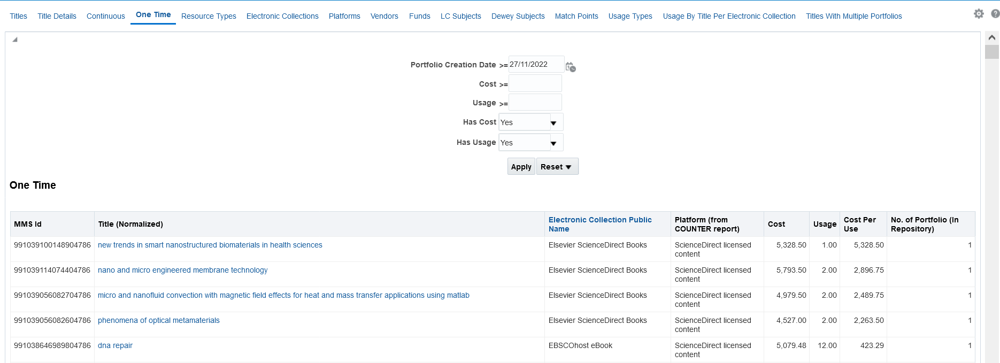 Titles Title Details Continuous One Time Resource Types Electronic Collections Platforms Vendors Funds LC Subjects Dewey Subjects Match Points Usage Types Usage By Title Per Electronic Collection Titles With Multiple Portfolios
Portfolio Creation Date >= 27/11/2022
Cost >=
Usage >=
Has Cost Yes
Has Usage Yes
Apply Reset
One Time
MMS Id Title (Normalized) Electronic Collection Public Name Platform (from COUNTER report) Cost Usage Cost Per Use No. of Portfolio (In Repository)
991039100148904786 new trends in smart nanostructured biomaterials in health sciences Elsevier ScienceDirect Books ScienceDirect licensed content 5,328.50 1.00 5,328.50 1
991039114074404786 nano and micro engineered membrane technology Elsevier ScienceDirect Books ScienceDirect licensed content 5,793.50 2.00 2,896.75 1
991039056082704786 micro and nanofluid convection with magnetic field effects for heat and mass transfer applications using matlab Elsevier ScienceDirect Books ScienceDirect licensed content 4,979.50 2.00 2,489.75 1
991039056082604786 phenomena of optical metamaterials Elsevier ScienceDirect Books ScienceDirect licensed content 4,527.00 2.00 2,263.50 1
991038646989804786 dna repair EBSCOhost eBook ScienceDirect licensed content 5,079.48 12.00 423.29 1